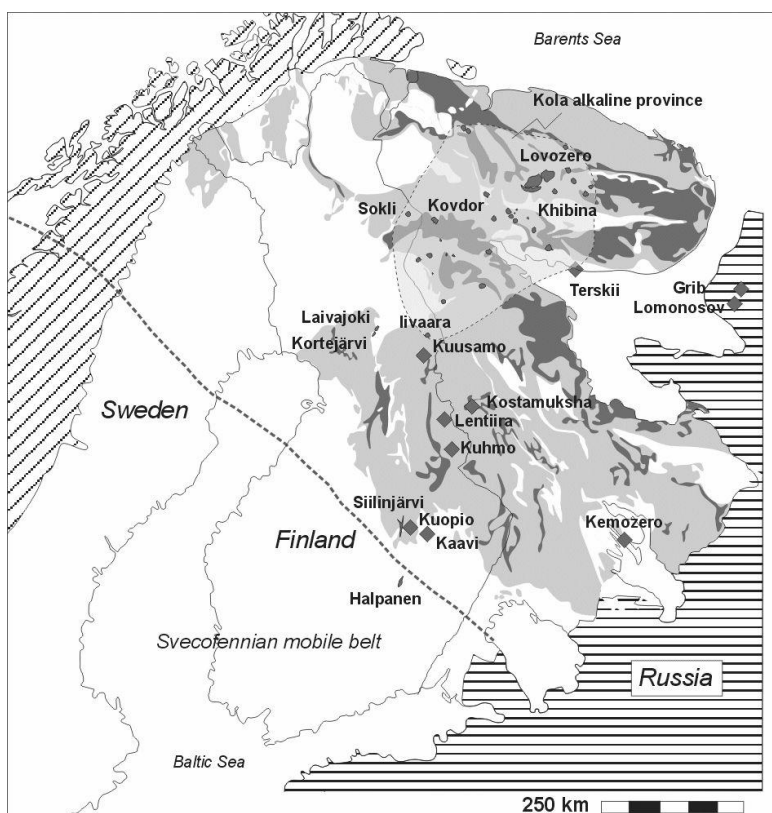 Barents Sea
Kola alkaline province
Lovozero
Sokli
Kovdor
Khibina
Terskii
Grib
Lomonosov
Laivajoki
Kortejärvi
Iivaara
Kuusamo
Sweden
Kostamuksha
Lentiira
Kuhmo
Siilinjärvi
Kuopio
Finland
Kaavi
Kemozero
Halpanen
Svecofennian mobile belt
Russia
Baltic Sea
250 km